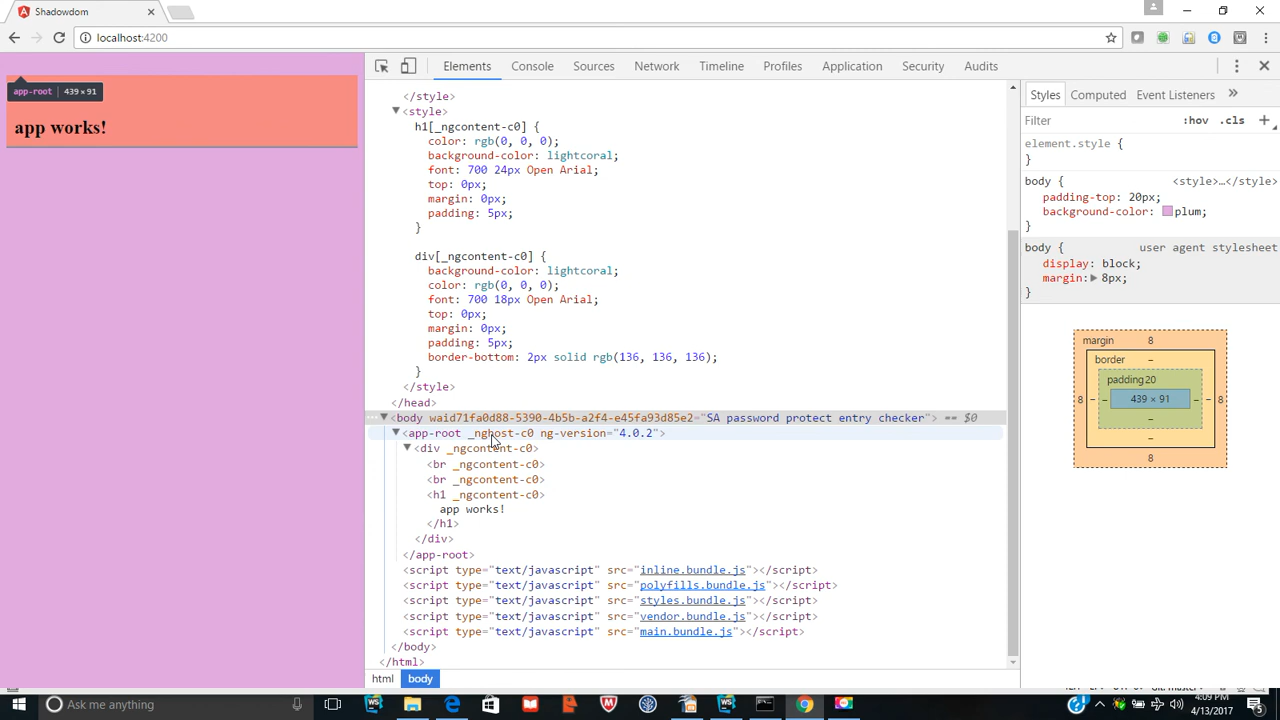 Shadowdom
localhost:4200
app-root | 439×91
app works!
Elements Console Sources Network Timeline Profiles Application Security Audits
</style>
<style>
h1[_ngcontent-c0] {
color: rgb(0, 0, 0);
background-color: lightcoral;
font: 700 24px Open Arial;
top: 0px;
margin: 0px;
padding: 5px;
}
div[_ngcontent-c0] {
background-color: lightcoral;
color: rgb(0, 0, 0);
font: 700 18px Open Arial;
top: 0px;
margin: 0px;
padding: 5px;
border-bottom: 2px solid rgb(136, 136, 136);
}
</style>
</head>
<body waid71fa0d88-5390-4b5b-a2f4-e45fa93d85e2="SA password protect entry checker"> == $0
<app-root _nghost-c0 ng-version="4.0.2">
<div _ngcontent-c0>
<br _ngcontent-c0>
<br _ngcontent-c0>
<h1 _ngcontent-c0>
app works!
</h1>
</div>
</app-root>
<script type="text/javascript" src="inline.bundle.js"></script>
<script type="text/javascript" src="polyfills.bundle.js"></script>
<script type="text/javascript" src="styles.bundle.js"></script>
<script type="text/javascript" src="vendor.bundle.js"></script>
<script type="text/javascript" src="main.bundle.js"></script>
</body>
</html>
html body
Styles Computed Event Listeners »
Filter :hov .cls +
element.style {
}
body { <style>…</style>
padding-top: 20px;
background-color: plum;
}
body { user agent stylesheet
display: block;
margin: 8px;
}
margin 8
border –
padding 20
8 – – 439 × 91 – – 8
–
–
8
Ask me anything
4:09 PM
4/13/2017